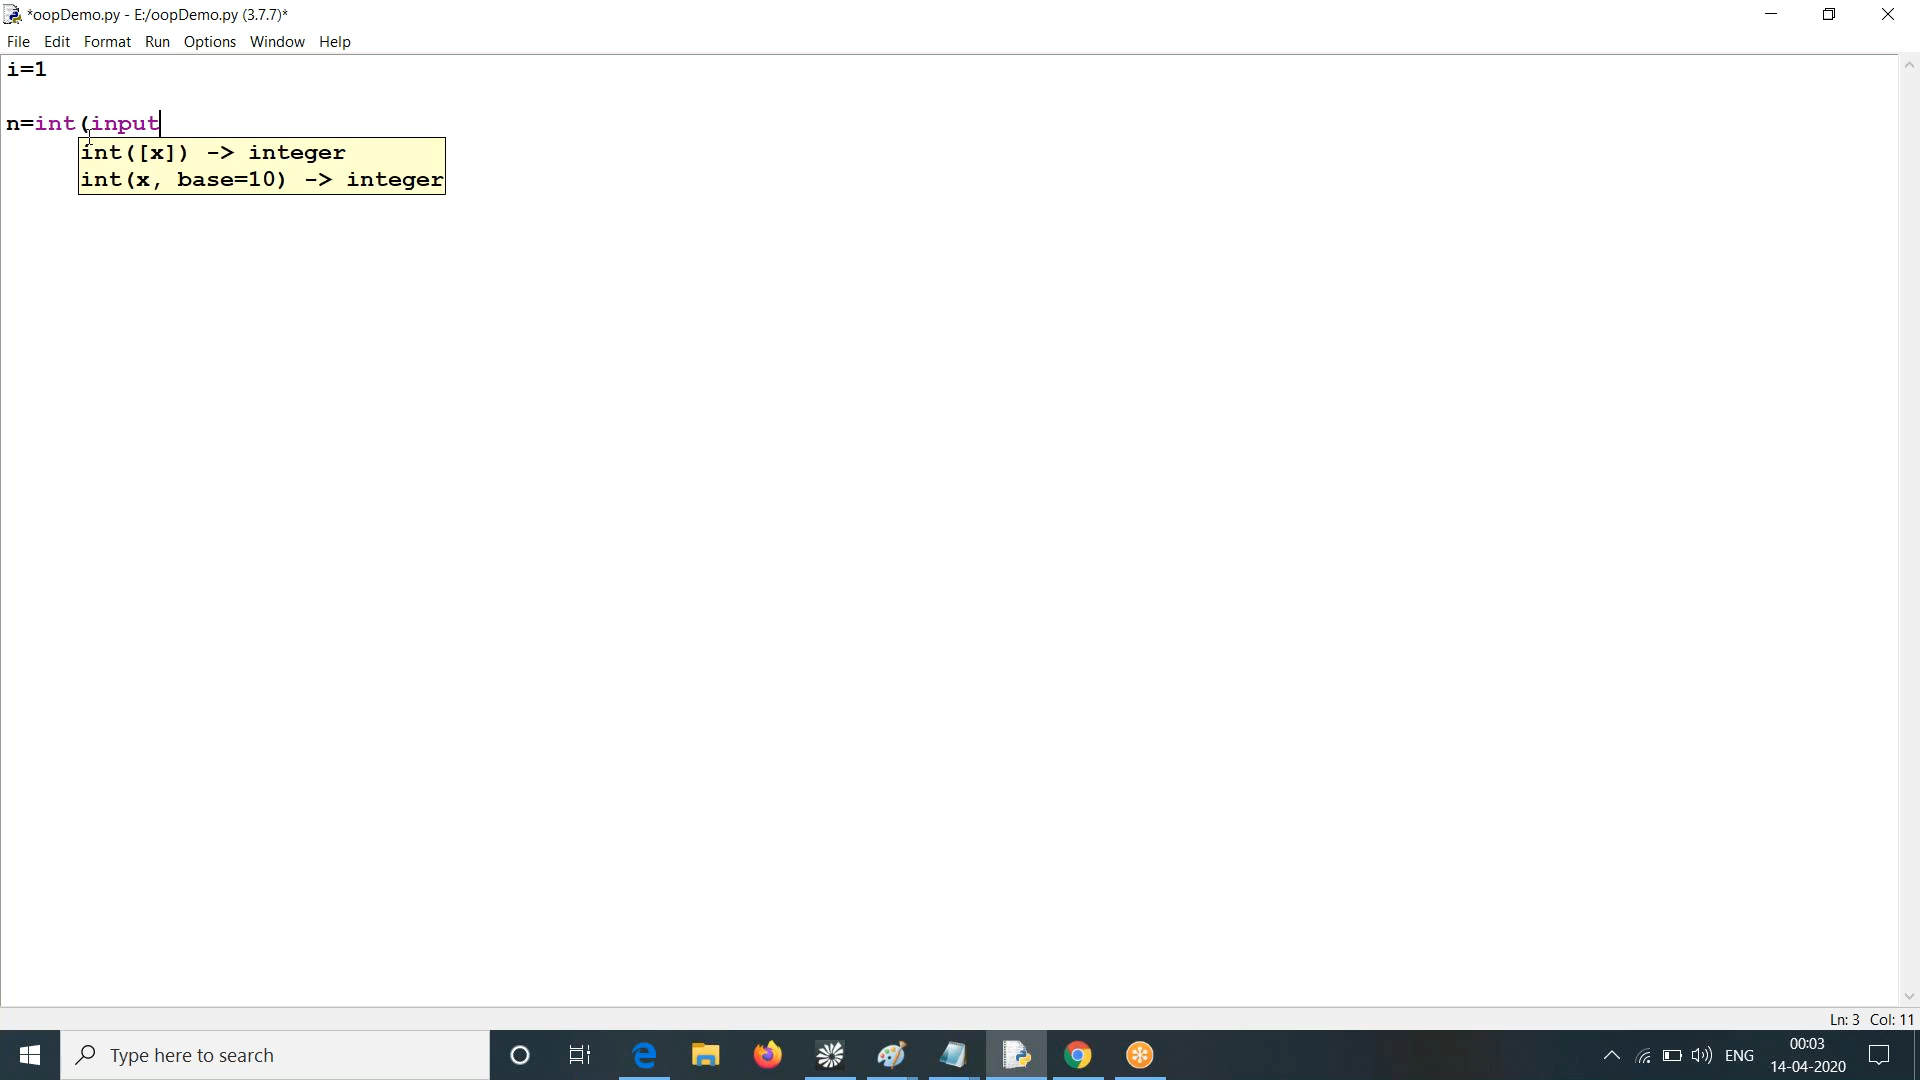 *oopDemo.py - E:/oopDemo.py (3.7.7)*
File Edit Format Run Options Window Help
i=1
n=int(input
int([x]) -> integer
int(x, base=10) -> integer
Ln: 3 Col: 11
Type here to search
ENG
00:03
14-04-2020